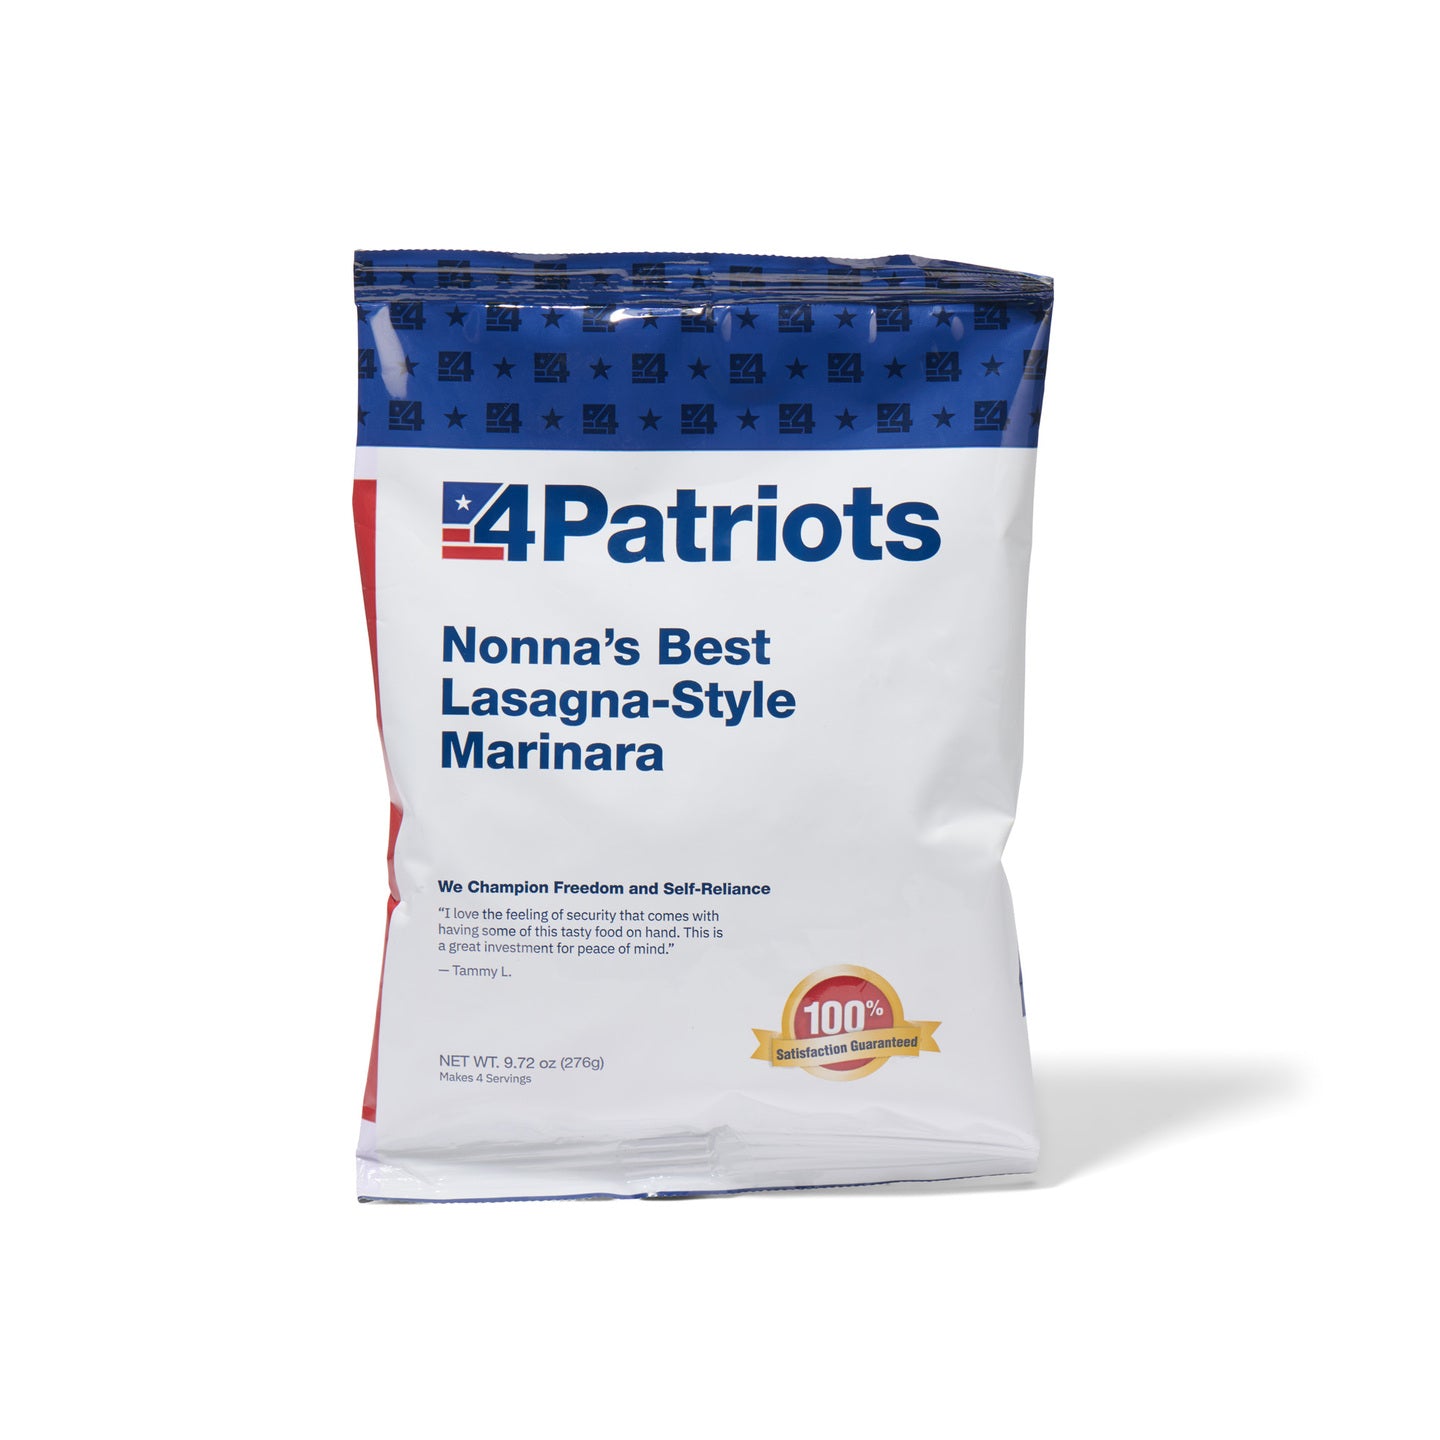 4Patriots
Nonna’s Best
Lasagna-Style
Marinara
We Champion Freedom and Self-Reliance
“I love the feeling of security that comes with
having some of this tasty food on hand. This is
a great investment for peace of mind.”
— Tammy L.
100%
Satisfaction Guaranteed
NET WT. 9.72 oz (276g)
Makes 4 Servings